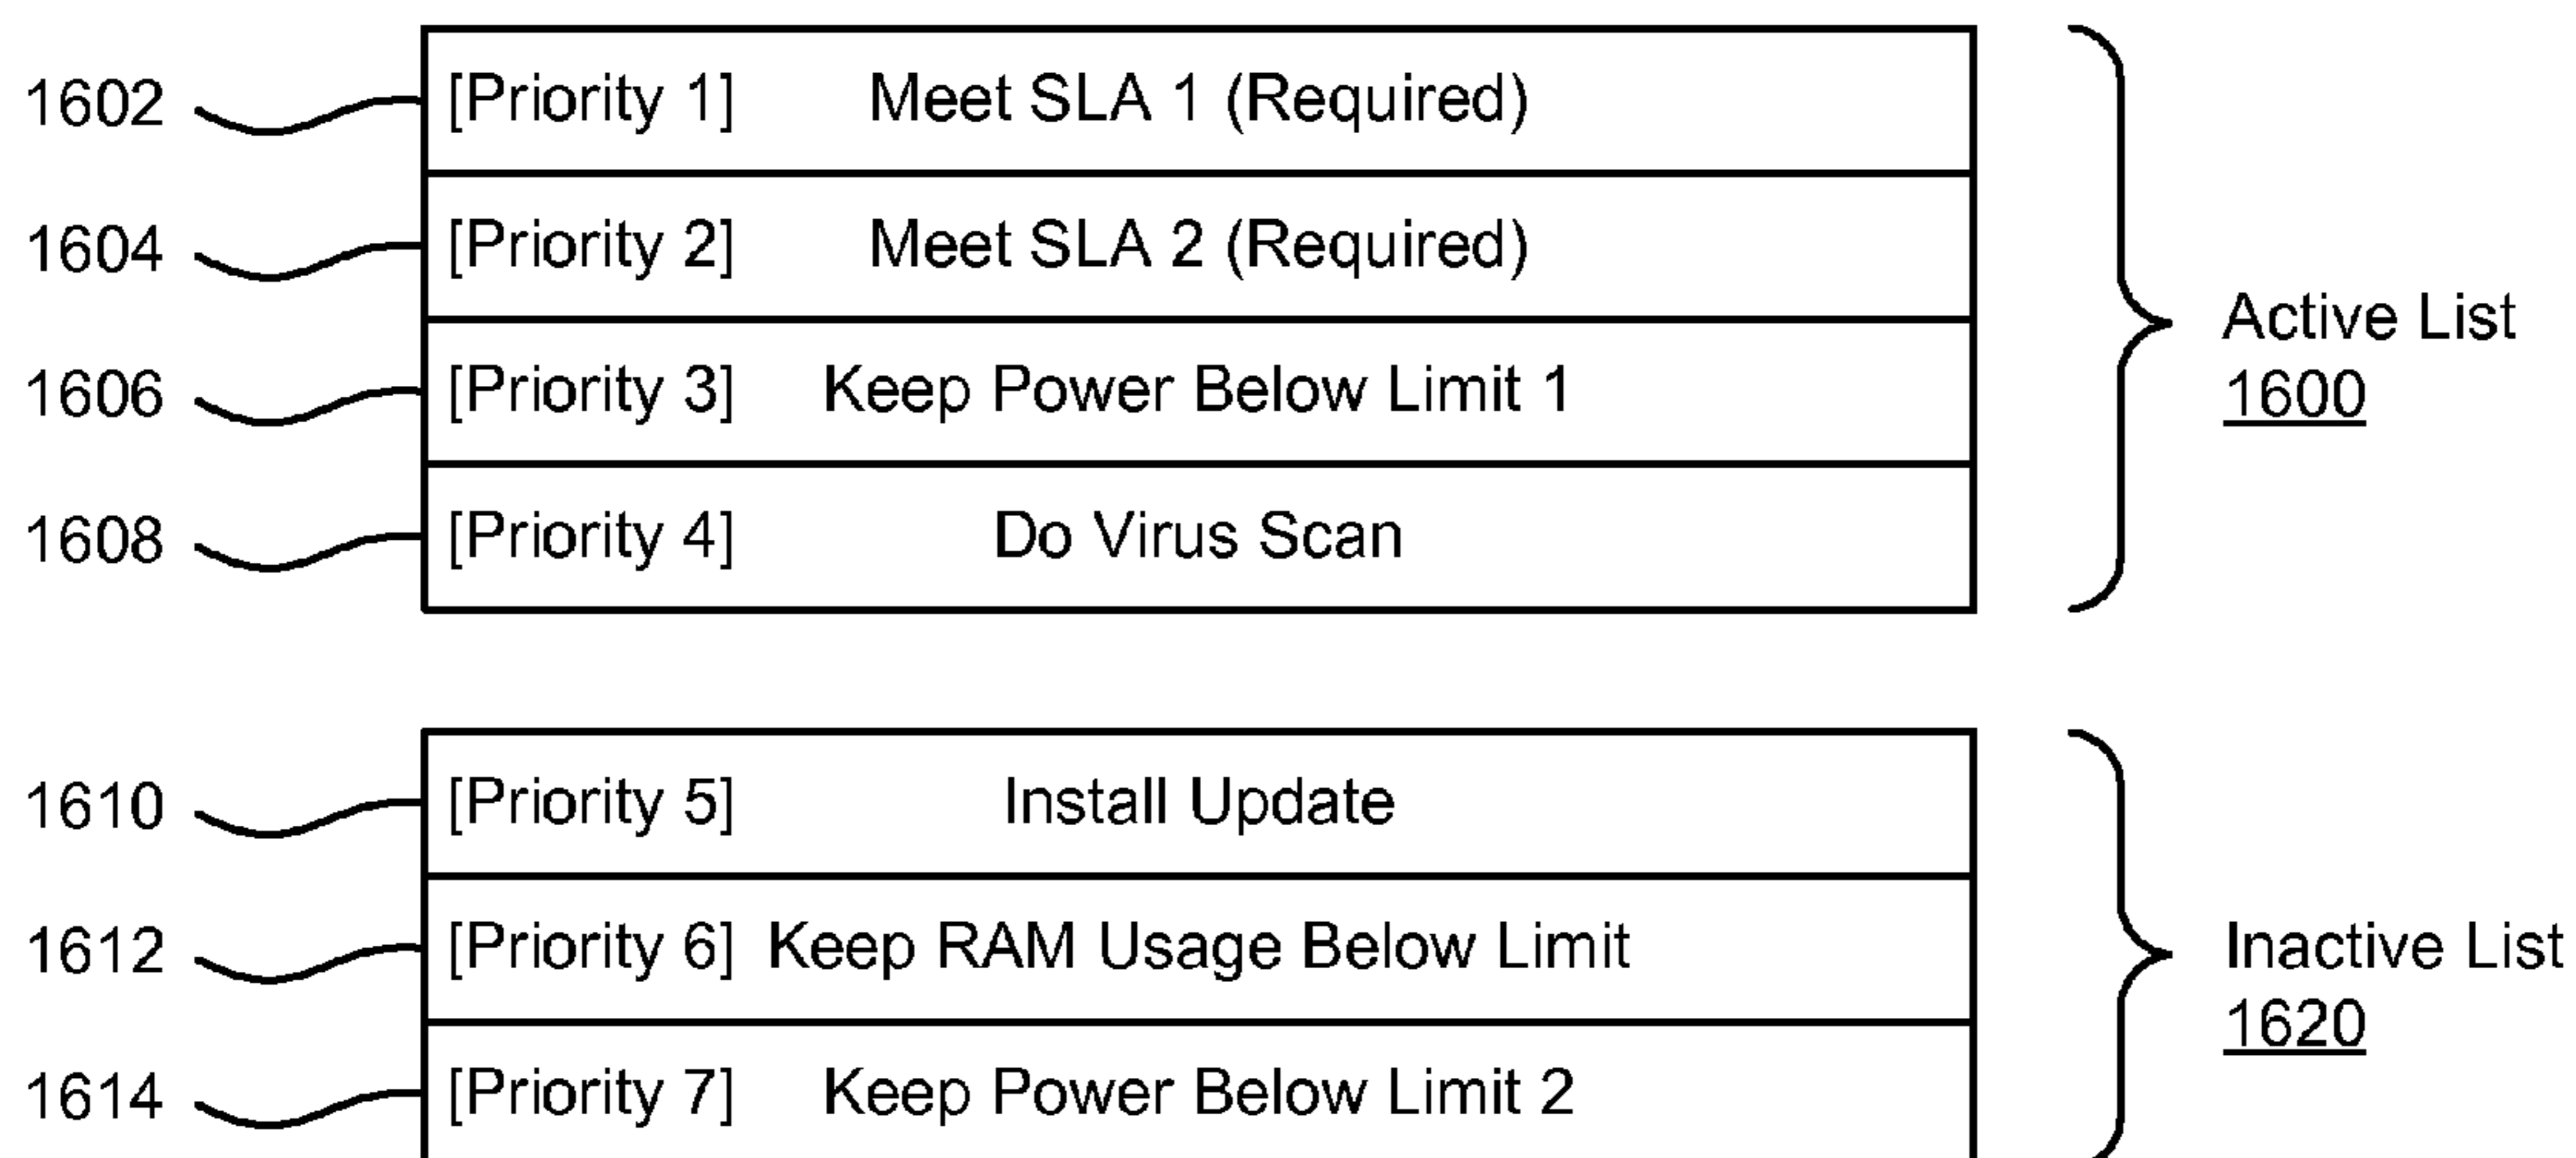 1602 [Priority 1] Meet SLA 1 (Required)
1604 [Priority 2] Meet SLA 2 (Required)
1606 [Priority 3] Keep Power Below Limit 1
1608 [Priority 4] Do Virus Scan
Active List
1600
1610 [Priority 5] Install Update
1612 [Priority 6] Keep RAM Usage Below Limit
1614 [Priority 7] Keep Power Below Limit 2
Inactive List
1620